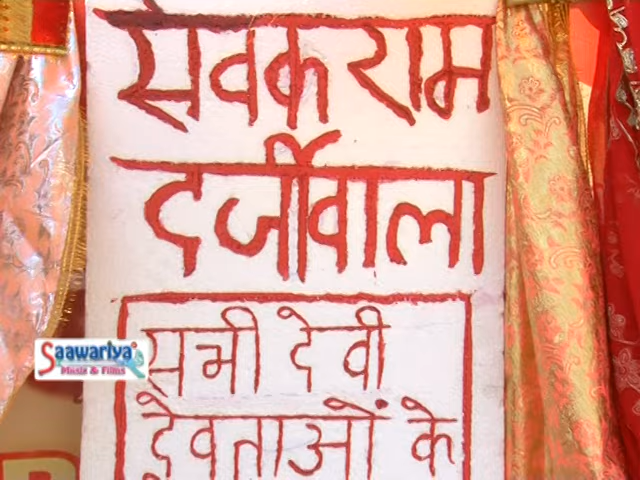 सेवक राम
दर्जीवाला
सभी देवी
देवताओं के
Saawariya
Music & Films